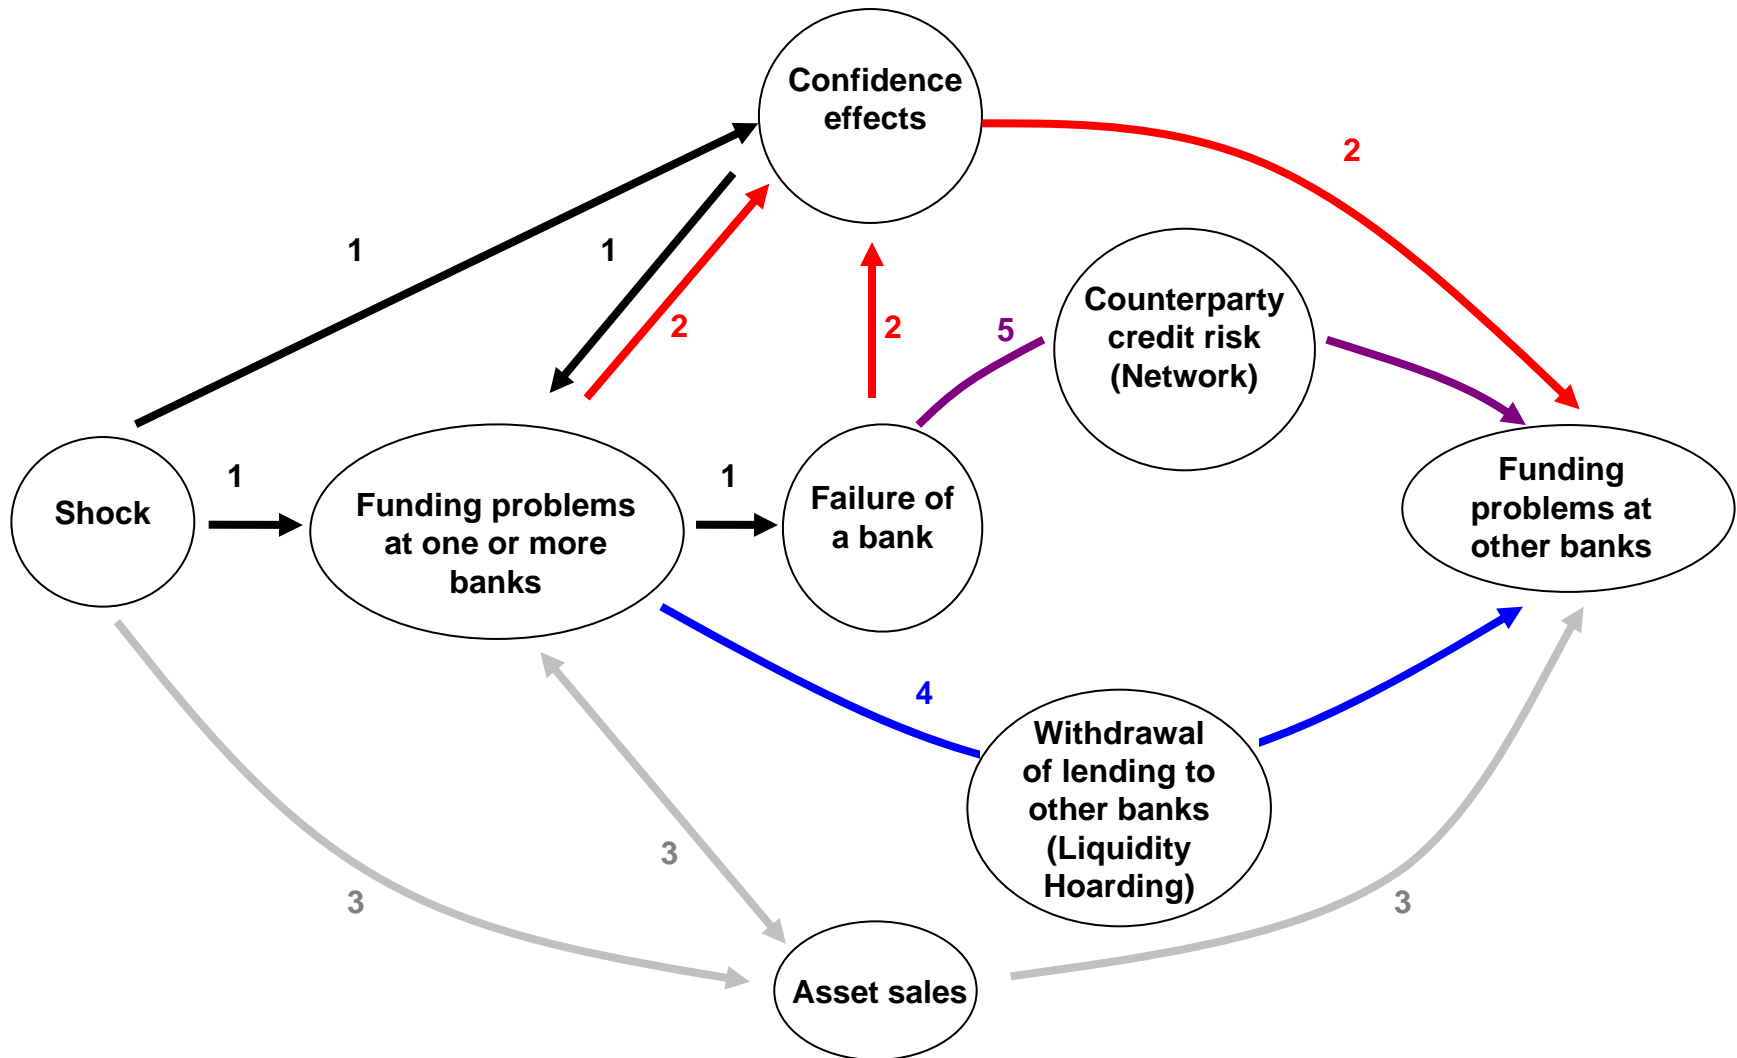 Confidence
effects
2
1
1
2
2
5
Counterparty
credit risk
(Network)
Shock
1
Funding problems
at one or more
banks
1
Failure of
a bank
Funding
problems at
other banks
4
Withdrawal
of lending to
other banks
(Liquidity
Hoarding)
3
3
3
Asset sales